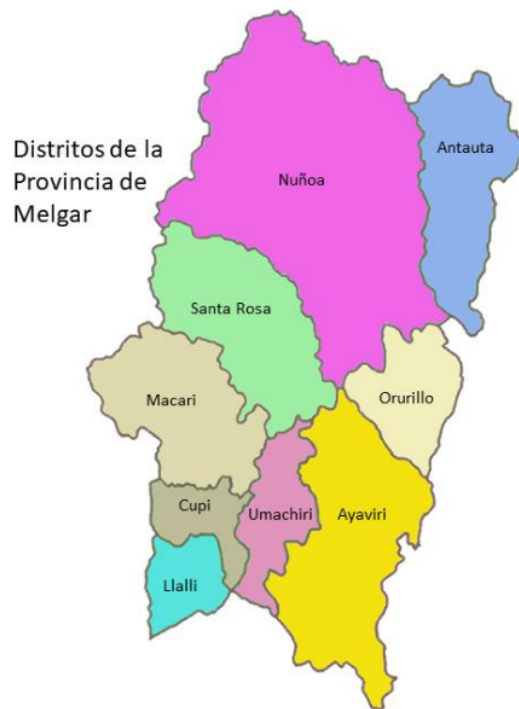 Distritos de la
Provincia de
Melgar
Antauta
Nuñoa
Santa Rosa
Macari
Orurillo
Cupi
Umachiri
Ayaviri
Llalli